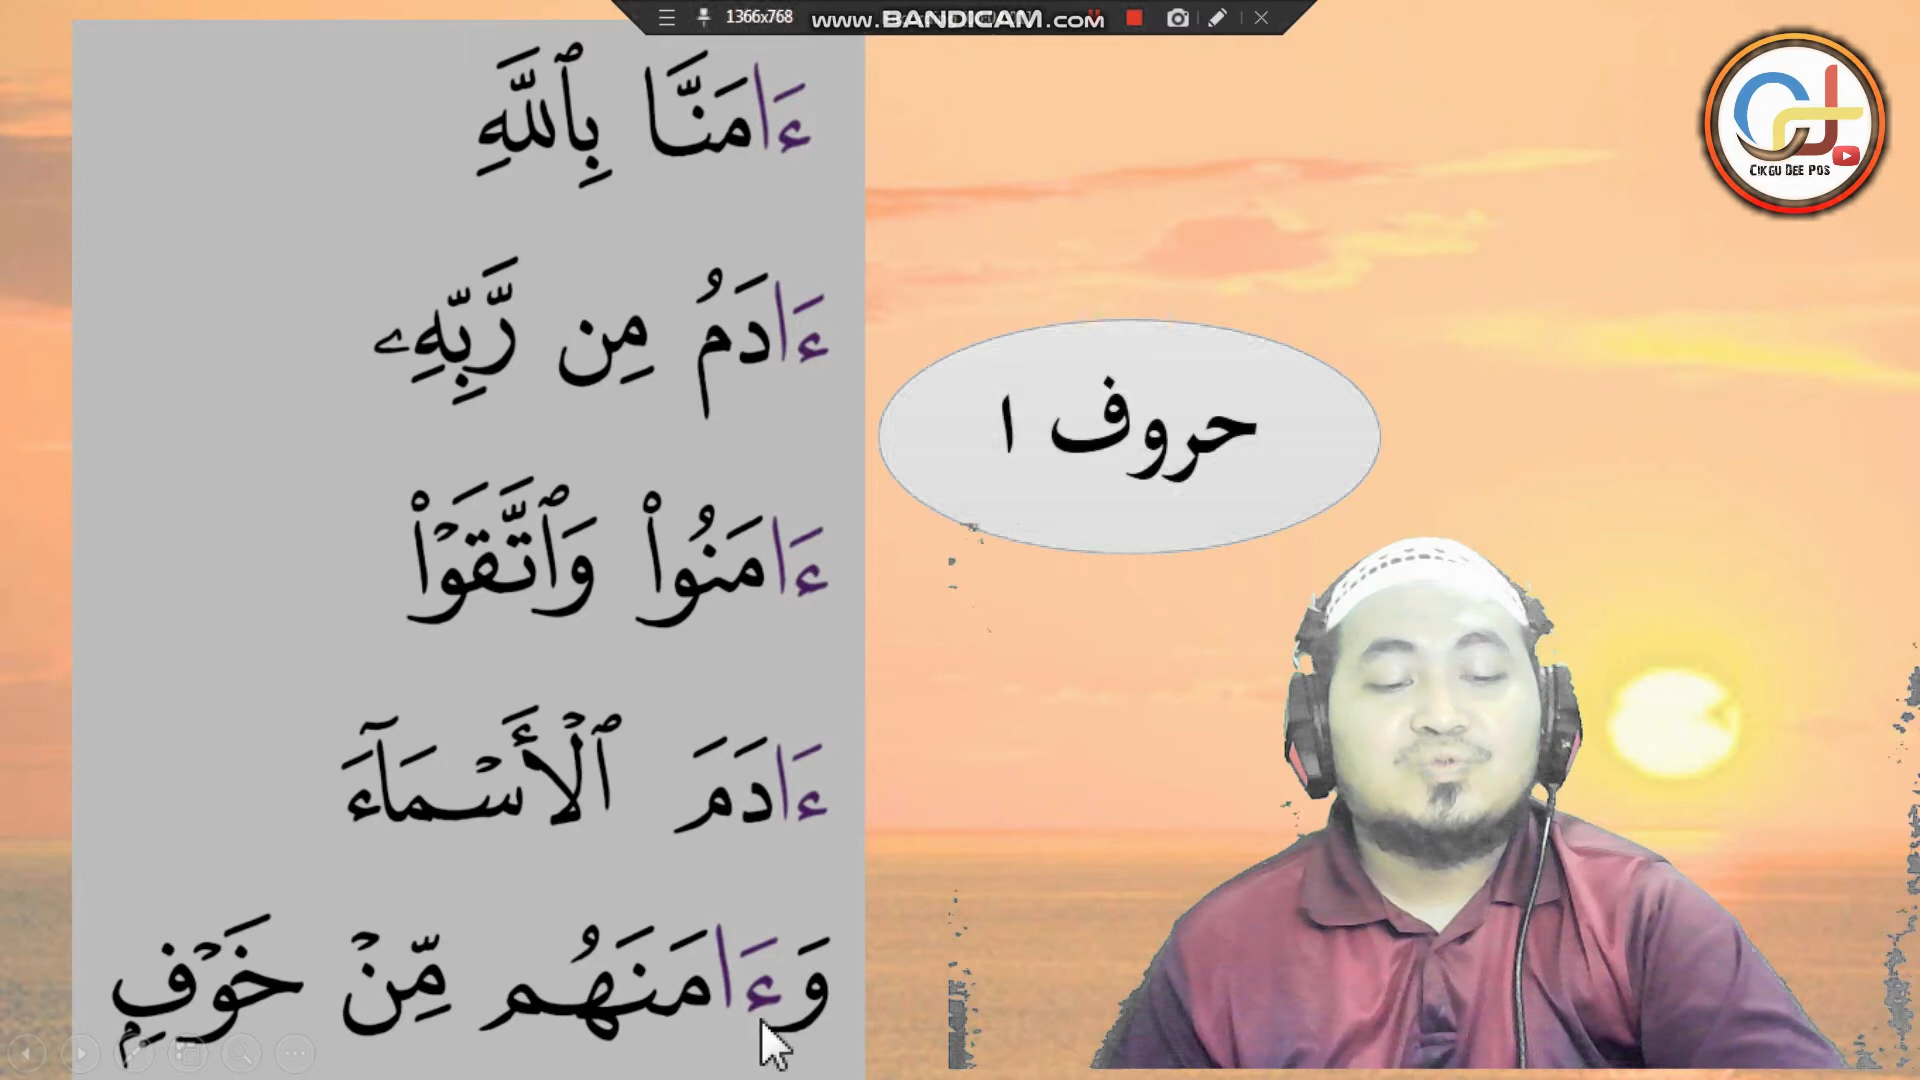 1366x768
www.BANDICAM.com
CIKGU DEE POS
ءَامَنَّا بِٱللَّهِ
ءَادَمُ مِن رَّبِّهِۦ
حروف ا
ءَامَنُوا۟ وَٱتَّقَوْا۟
ءَادَمَ ٱلْأَسْمَآءَ
وَءَامَنَهُم مِّنْ خَوْفٍۭ